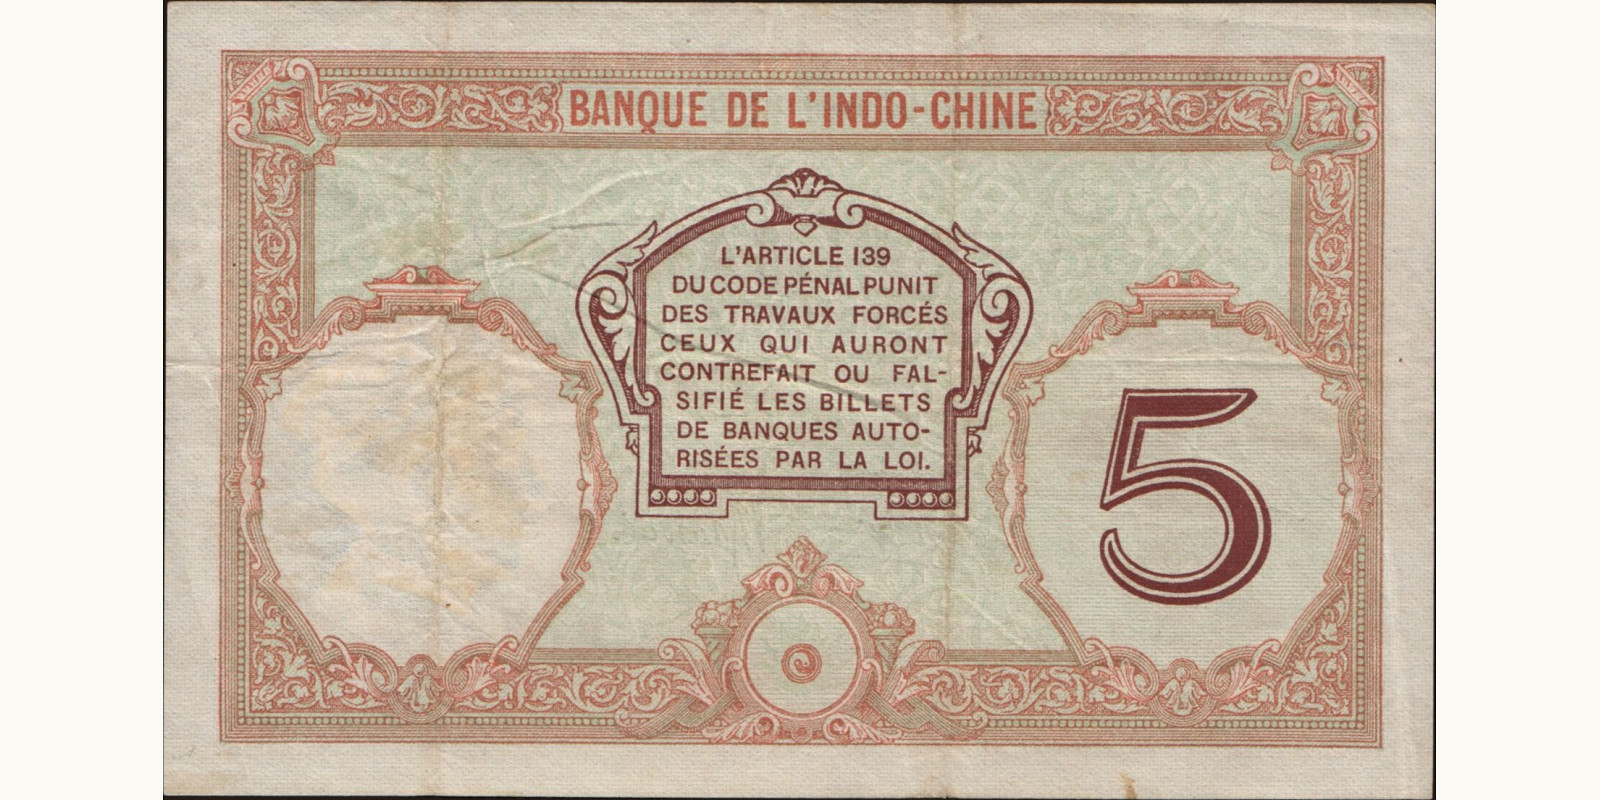 BANQUE DE L'INDO-CHINE
L'ARTICLE 139
DU CODE PÉNAL PUNIT
DES TRAVAUX FORCÉS
CEUX QUI AURONT
CONTREFAIT OU FAL-
SIFIÉ LES BILLETS
DE BANQUES AUTO-
RISÉES PAR LA LOI.
5